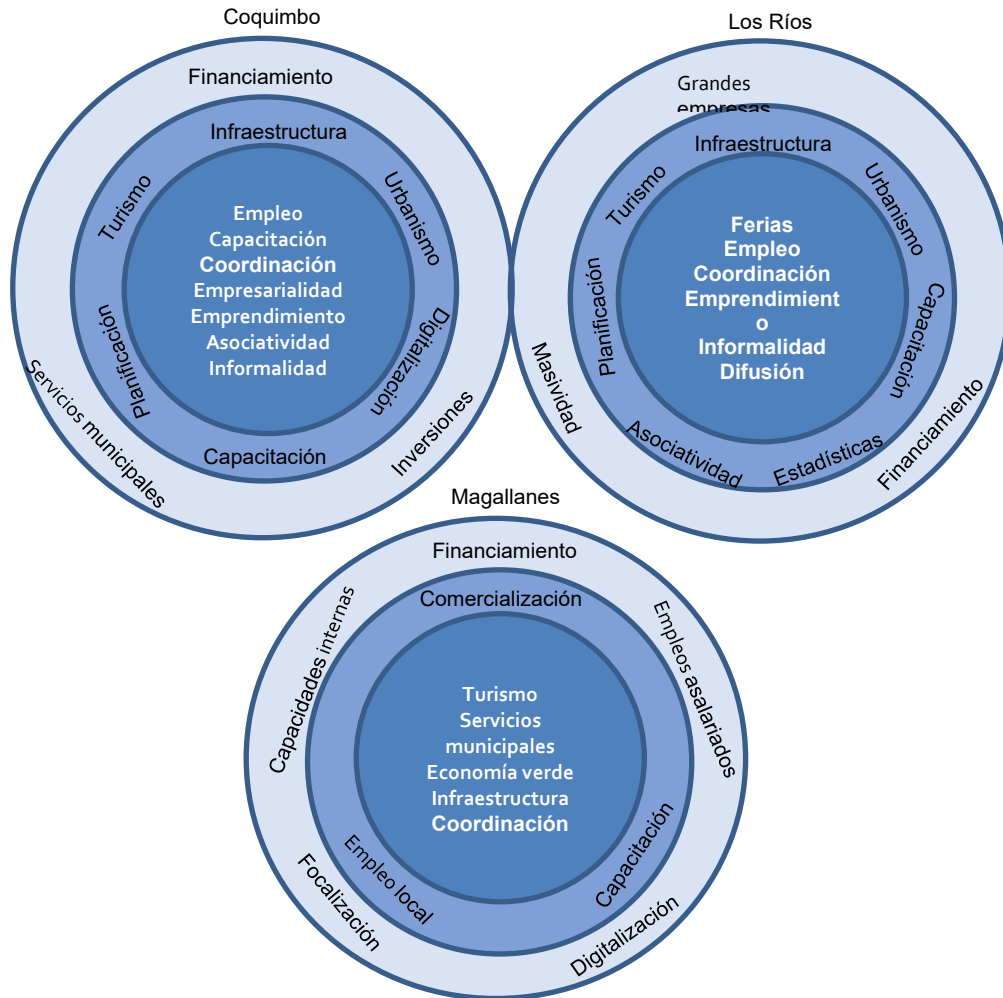 Coquimbo
Financiamiento
Infraestructura
Turismo
Urbanismo
Empleo
Capacitación
Coordinación
Empresarialidad
Emprendimiento
Asociatividad
Informalidad
Planificación
Digitalización
Capacitación
Servicios municipales
Inversiones
Los Ríos
Grandes
empresas
Infraestructura
Turismo
Urbanismo
Ferias
Empleo
Coordinación
Emprendimient
o
Informalidad
Difusión
Planificación
Capacitación
Asociatividad
Estadísticas
Masividad
Financiamiento
Magallanes
Financiamiento
Comercialización
Capacidades internas
Empleos asalariados
Turismo
Servicios
municipales
Economía verde
Infraestructura
Coordinación
Empleo local
Capacitación
Focalización
Digitalización